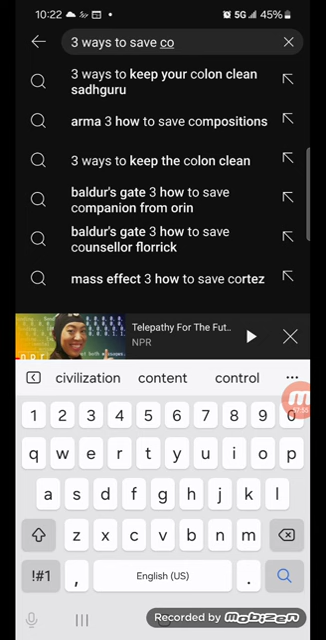 10:22
5G 45%
3 ways to save co
3 ways to keep your colon clean
sadhguru
arma 3 how to save compositions
3 ways to keep the colon clean
baldur's gate 3 how to save
companion from orin
baldur's gate 3 how to save
counsellor florrick
mass effect 3 how to save cortez
Telepathy For The Fut..
NPR
civilization content control
1 2 3 4 5 6 7 8 9 0
57:55
q w e r t y u i o p
a s d f g h j k l
z x c v b n m
!#1 , English (US) .
Recorded by mobizen